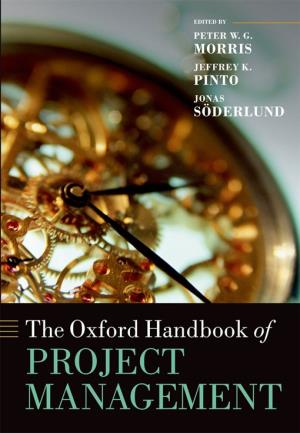 EDITED BY
PETER W. G.
MORRIS
JEFFREY K.
PINTO
JONAS
SÖDERLUND
The Oxford Handbook of
PROJECT
MANAGEMENT